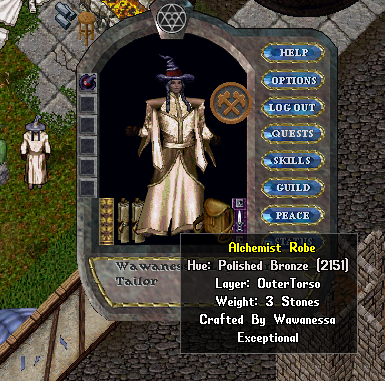 HELP
OPTIONS
LOG OUT
QUESTS
SKILLS
GUILD
PEACE
Wawanes
Tailor
Alchemist Robe
Hue: Polished Bronze (2151)
Layer: OuterTorso
Weight: 3 Stones
Crafted By Wawanessa
Exceptional